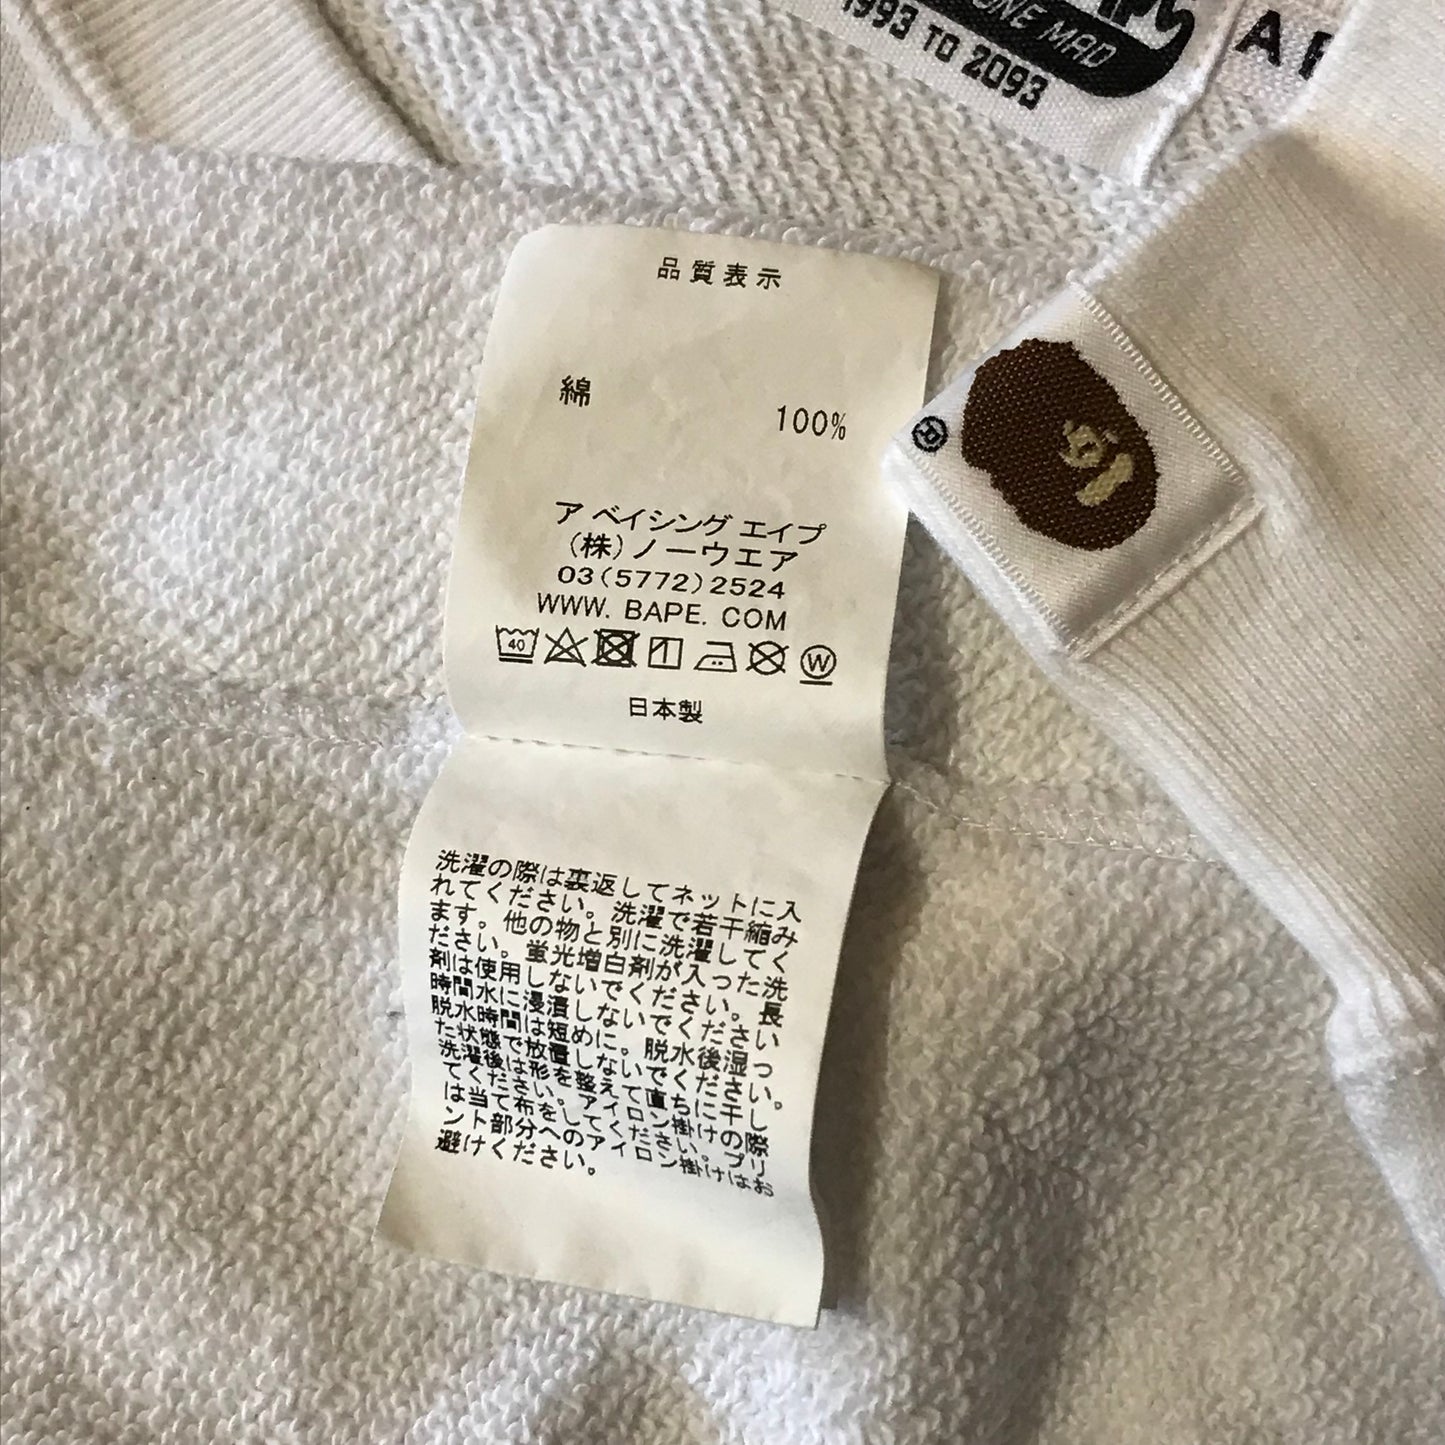 ONE MAD
1993 TO 2093
A
品質表示
綿 100%
ア ベイシング エイプ
(株)ノーウエア
03(5772)2524
WWW. BAPE. COM
40
W
日本製
®
洗濯の際は裏返してネットに入
れてください。洗濯で若干縮み
ます。他の物と別に洗濯してく
ださい。蛍光増白剤が入った洗
剤は使用しないでください。長
時間水に浸漬しないでください
脱水時間は短めに。脱水後湿っ
た状態で放置しないでください。
洗濯後は形を整えて直ちに干し
てください。アイロン掛けの際
は当て布をしてください。プリ
ント部分へのアイロン掛けはお
避けください。